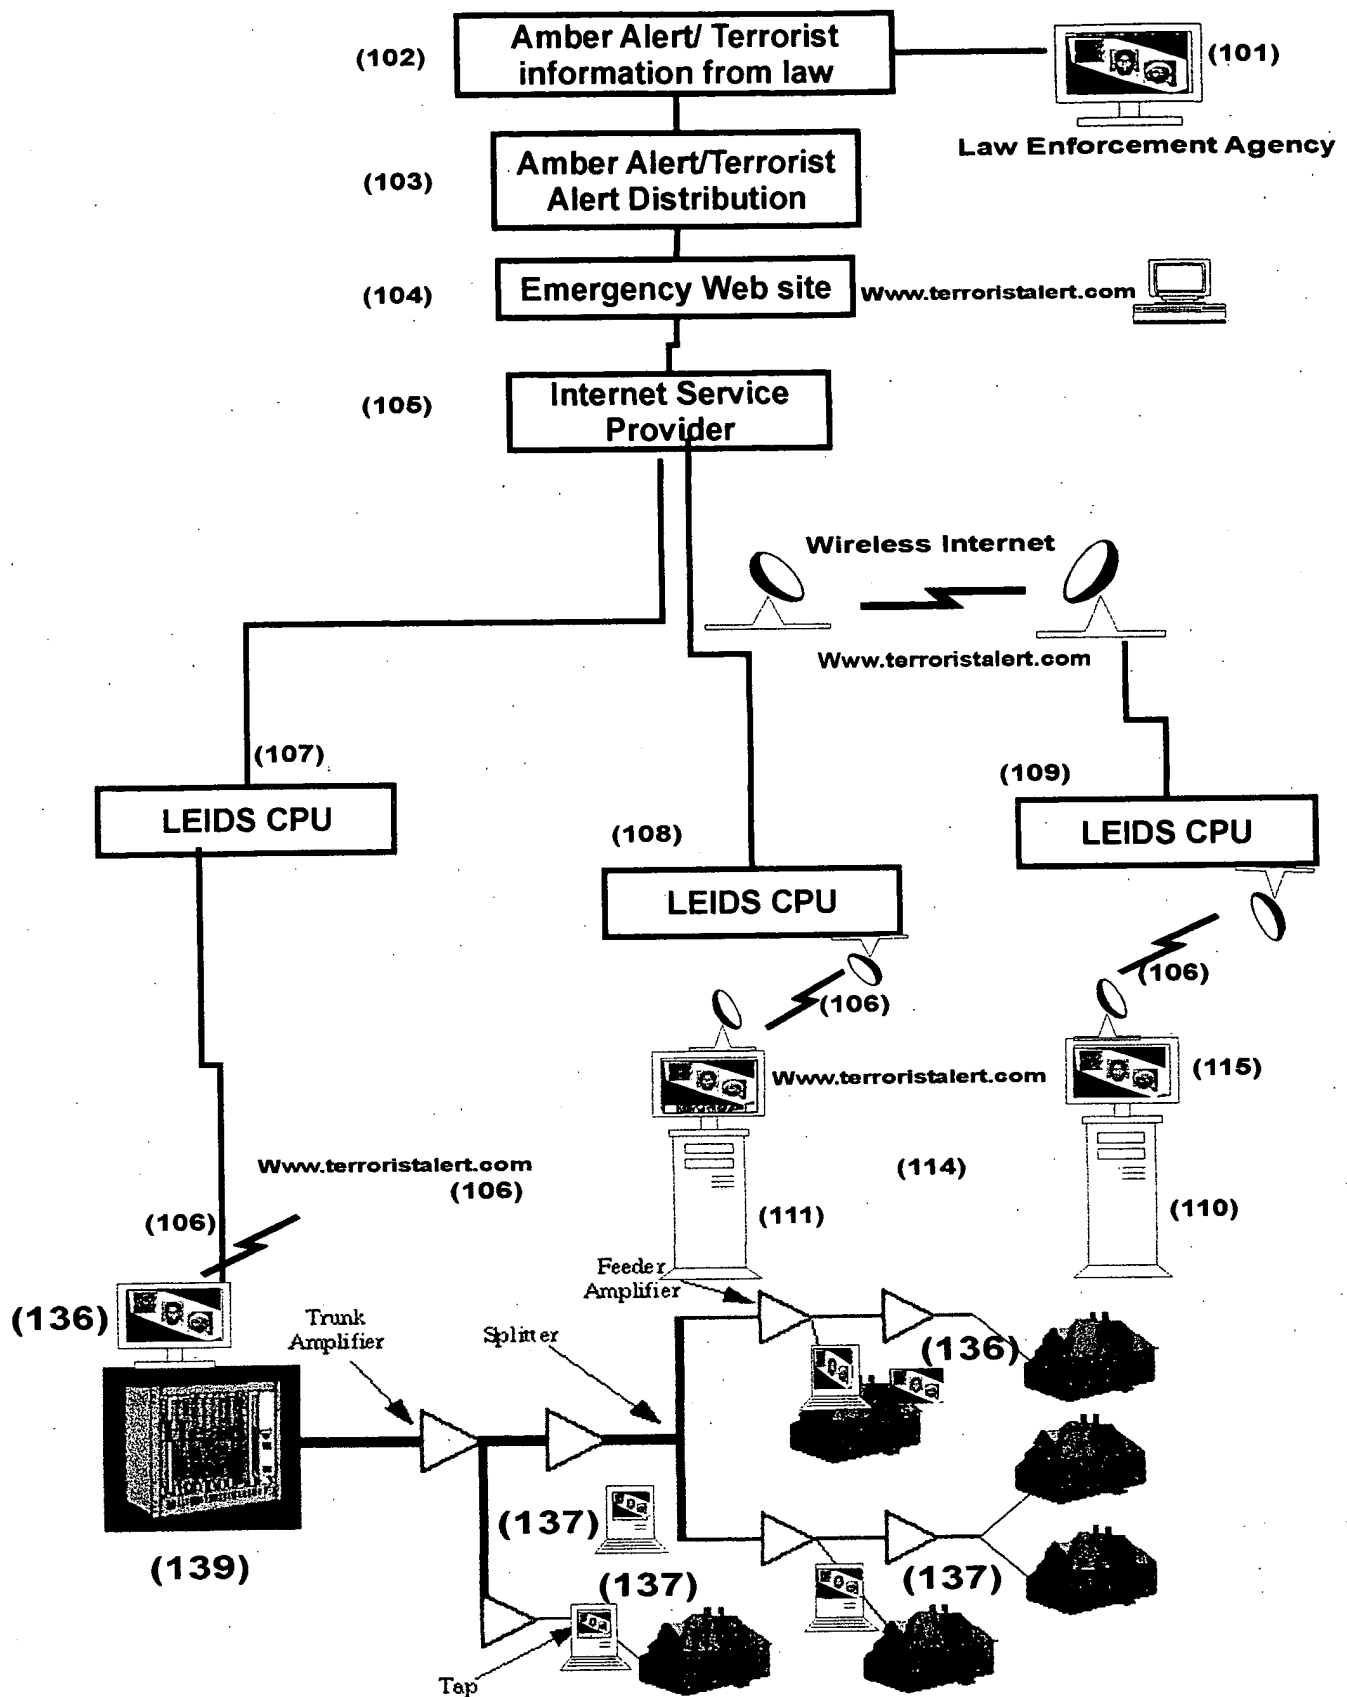 (102)
Amber Alert/ Terrorist
information from law
(101)
Law Enforcement Agency
(103)
Amber Alert/Terrorist
Alert Distribution
(104)
Emergency Web site
Www.terroristalert.com
(105)
Internet Service
Provider
Wireless Internet
Www.terroristalert.com
(107)
LEIDS CPU
(108)
LEIDS CPU
(109)
LEIDS CPU
(106)
(106)
Www.terroristalert.com
(115)
(114)
(111)
(110)
Www.terroristalert.com
(106)
(106)
(136)
Trunk
Amplifier
Splitter
Feeder
Amplifier
(136)
(139)
(137)
(137)
(137)
Tap